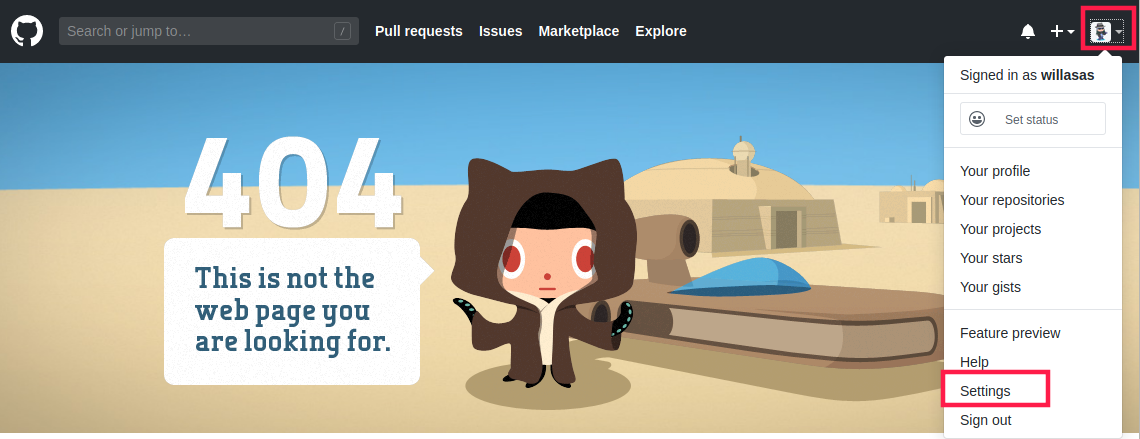 Search or jump to…
/
Pull requests
Issues
Marketplace
Explore
Signed in as willasas
Set status
Your profile
Your repositories
Your projects
Your stars
Your gists
Feature preview
Help
Settings
Sign out
404
This is not the
web page you
are looking for.